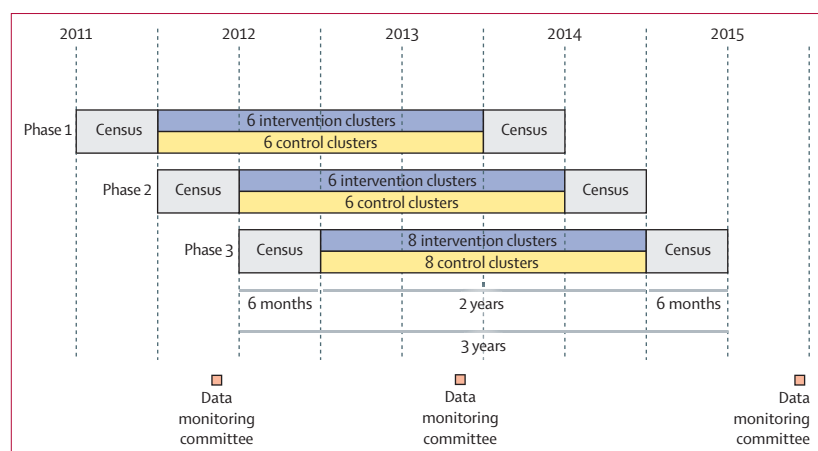 2011 2012 2013 2014 2015
Phase 1 Census 6 intervention clusters Census
6 control clusters
Phase 2 Census 6 intervention clusters Census
6 control clusters
Phase 3 Census 8 intervention clusters Census
8 control clusters
6 months 2 years 6 months
3 years
Data Data Data
monitoring monitoring monitoring
committee committee committee